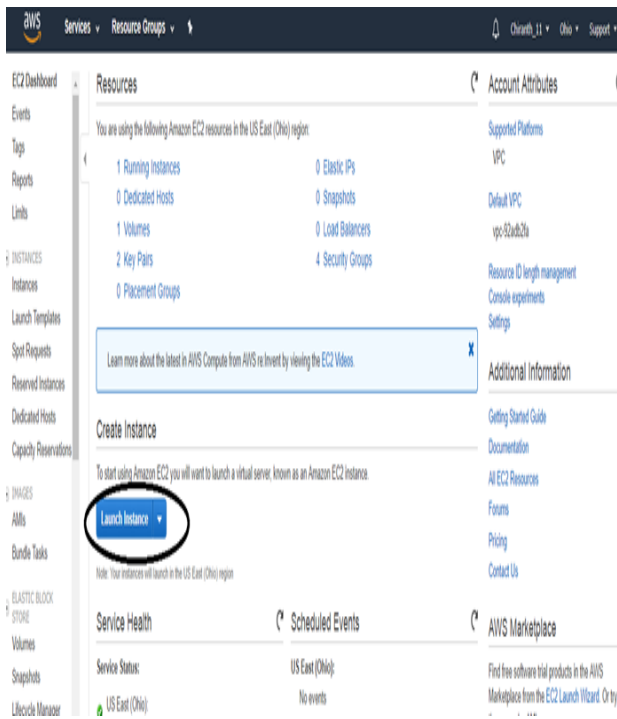 aws Services Resource Groups Chiranth_11 Ohio Support
EC2 Dashboard
Events
Tags
Reports
Limits
INSTANCES
Instances
Launch Templates
Spot Requests
Reserved Instances
Dedicated Hosts
Capacity Reservations
IMAGES
AMIs
Bundle Tasks
ELASTIC BLOCK
STORE
Volumes
Snapshots
Lifecycle Manager
Resources
You are using the following Amazon EC2 resources in the US East (Ohio) region:
1 Running Instances 0 Elastic IPs
0 Dedicated Hosts 0 Snapshots
1 Volumes 0 Load Balancers
2 Key Pairs 4 Security Groups
0 Placement Groups
Learn more about the latest in AWS Compute from AWS re:Invent by viewing the EC2 Videos.
X
Create Instance
To start using Amazon EC2 you will want to launch a virtual server, known as an Amazon EC2 instance.
Launch Instance
Note: Your instances will launch in the US East (Ohio) region
Service Health
Service Status:
US East (Ohio):
Scheduled Events
US East (Ohio):
No events
Account Attributes
Supported Platforms
VPC
Default VPC
vpc-92adb2fa
Resource ID length management
Console experiments
Settings
Additional Information
Getting Started Guide
Documentation
All EC2 Resources
Forums
Pricing
Contact Us
AWS Marketplace
Find free software trial products in the AWS
Marketplace from the EC2 Launch Wizard. Or try